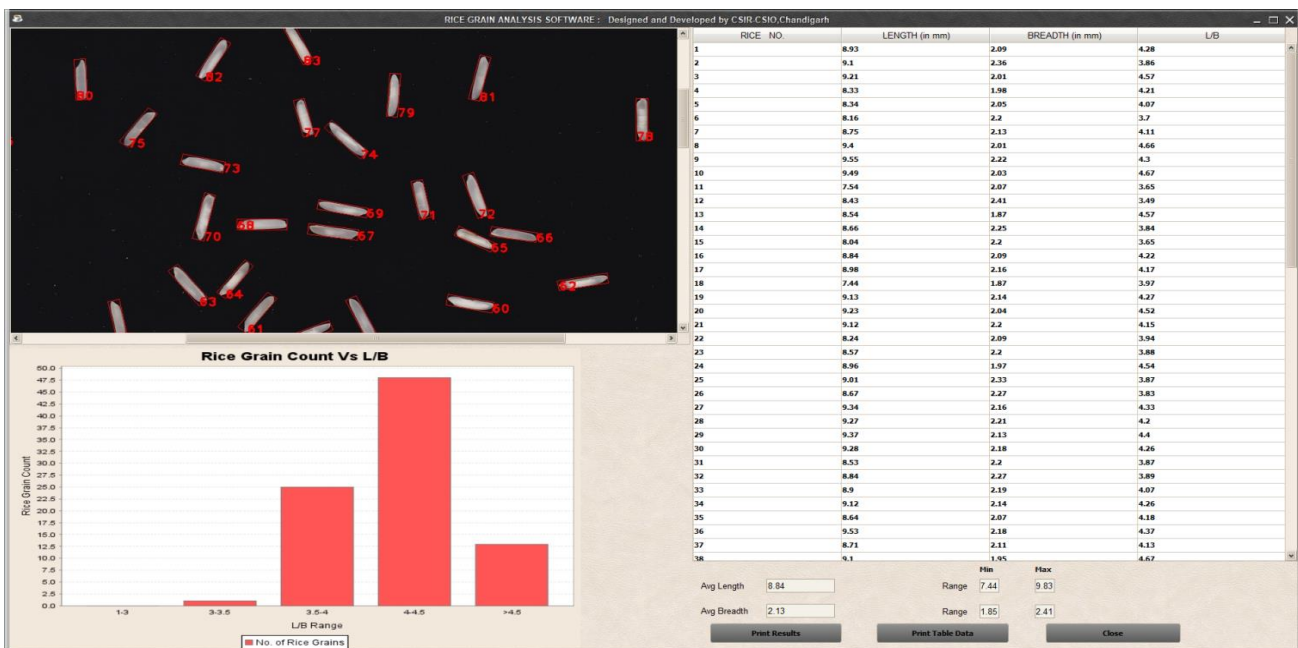 RICE GRAIN ANALYSIS SOFTWARE : Designed and Developed by CSIR-CSIO,Chandigarh
83
82
80
81
79
77
78
75
74
73
71
72
69
68
67
70
66
65
63
64
62
60
61
Rice Grain Count Vs L/B
Rice Grain Count
50.0
47.5
45.0
42.5
40.0
37.5
35.0
32.5
30.0
27.5
25.0
22.5
20.0
17.5
15.0
12.5
10.0
7.5
5.0
2.5
0.0
1-3 3-3.5 3.5-4 4-4.5 >4.5
L/B Range
No. of Rice Grains
RICE NO. LENGTH (in mm) BREADTH (in mm) L/B
1 8.93 2.09 4.28
2 9.1 2.36 3.86
3 9.21 2.01 4.57
4 8.33 1.98 4.21
5 8.34 2.05 4.07
6 8.16 2.2 3.7
7 8.75 2.13 4.11
8 9.4 2.01 4.66
9 9.55 2.22 4.3
10 9.49 2.03 4.67
11 7.54 2.07 3.65
12 8.43 2.41 3.49
13 8.54 1.87 4.57
14 8.66 2.25 3.84
15 8.04 2.2 3.65
16 8.84 2.09 4.22
17 8.98 2.16 4.17
18 7.44 1.87 3.97
19 9.13 2.14 4.27
20 9.23 2.04 4.52
21 9.12 2.2 4.15
22 8.24 2.09 3.94
23 8.57 2.2 3.88
24 8.96 1.97 4.54
25 9.01 2.33 3.87
26 8.67 2.27 3.83
27 9.34 2.16 4.33
28 9.27 2.21 4.2
29 9.37 2.13 4.4
30 9.28 2.18 4.26
31 8.53 2.2 3.87
32 8.84 2.27 3.89
33 8.9 2.19 4.07
34 9.12 2.14 4.26
35 8.64 2.07 4.18
36 9.53 2.18 4.37
37 8.71 2.11 4.13
38 9.1 1.95 4.67
Min Max
Avg Length 8.84 Range 7.44 9.83
Avg Breadth 2.13 Range 1.85 2.41
Print Results Print Table Data Close